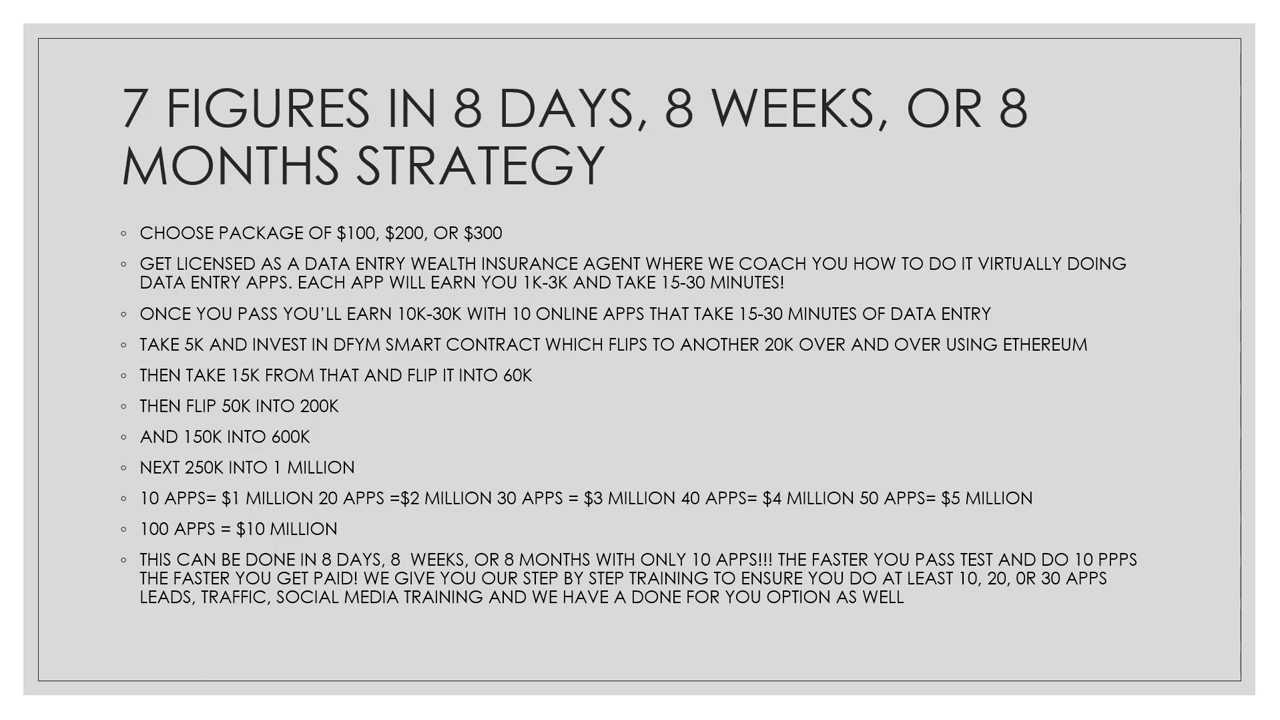 7 FIGURES IN 8 DAYS, 8 WEEKS, OR 8
MONTHS STRATEGY
◦ CHOOSE PACKAGE OF $100, $200, OR $300
◦ GET LICENSED AS A DATA ENTRY WEALTH INSURANCE AGENT WHERE WE COACH YOU HOW TO DO IT VIRTUALLY DOING
DATA ENTRY APPS. EACH APP WILL EARN YOU 1K-3K AND TAKE 15-30 MINUTES!
◦ ONCE YOU PASS YOU'LL EARN 10K-30K WITH 10 ONLINE APPS THAT TAKE 15-30 MINUTES OF DATA ENTRY
◦ TAKE 5K AND INVEST IN DFYM SMART CONTRACT WHICH FLIPS TO ANOTHER 20K OVER AND OVER USING ETHEREUM
◦ THEN TAKE 15K FROM THAT AND FLIP IT INTO 60K
◦ THEN FLIP 50K INTO 200K
◦ AND 150K INTO 600K
◦ NEXT 250K INTO 1 MILLION
◦ 10 APPS= $1 MILLION 20 APPS =$2 MILLION 30 APPS = $3 MILLION 40 APPS= $4 MILLION 50 APPS= $5 MILLION
◦ 100 APPS = $10 MILLION
◦ THIS CAN BE DONE IN 8 DAYS, 8  WEEKS, OR 8 MONTHS WITH ONLY 10 APPS!!! THE FASTER YOU PASS TEST AND DO 10 PPPS
THE FASTER YOU GET PAID! WE GIVE YOU OUR STEP BY STEP TRAINING TO ENSURE YOU DO AT LEAST 10, 20, 0R 30 APPS
LEADS, TRAFFIC, SOCIAL MEDIA TRAINING AND WE HAVE A DONE FOR YOU OPTION AS WELL